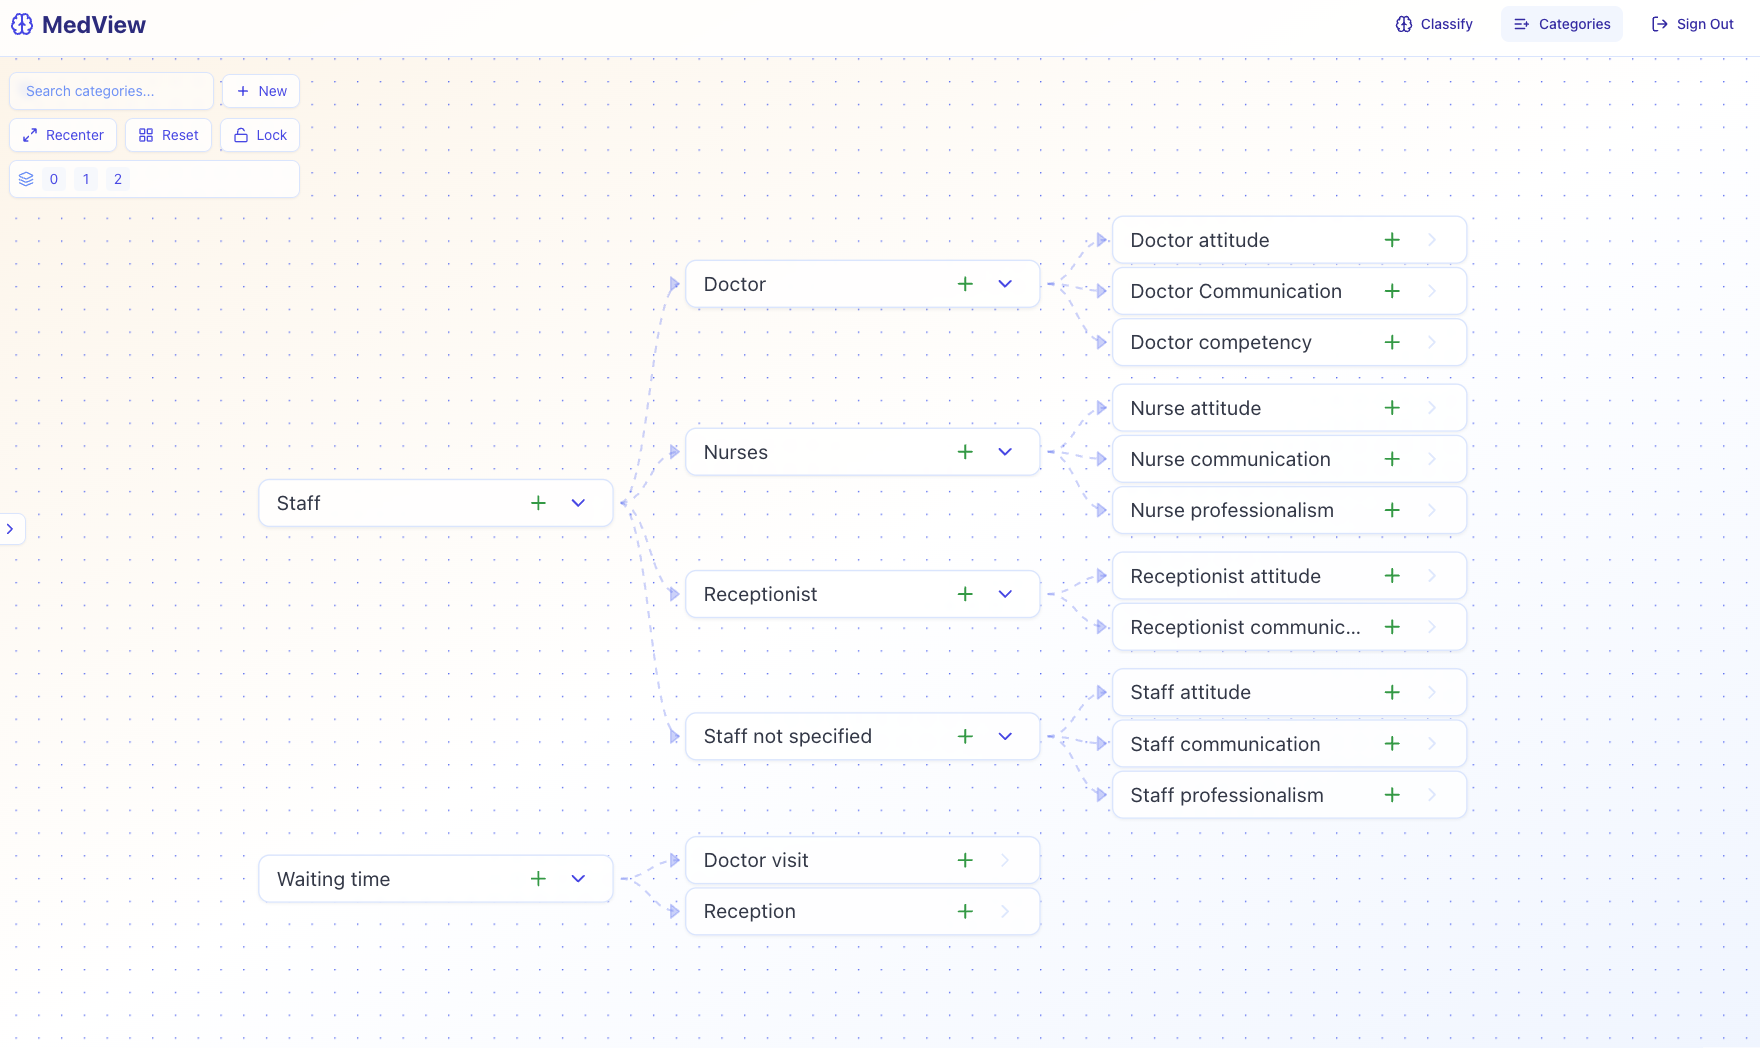 MedView
Classify
Categories
Sign Out
Search categories...
New
Recenter
Reset
Lock
0 1 2
Staff
Doctor
Doctor attitude
Doctor Communication
Doctor competency
Nurses
Nurse attitude
Nurse communication
Nurse professionalism
Receptionist
Receptionist attitude
Receptionist communic...
Staff not specified
Staff attitude
Staff communication
Staff professionalism
Waiting time
Doctor visit
Reception